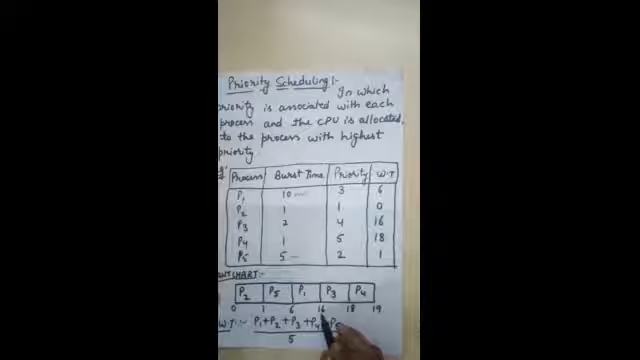 Priority Scheduling :-
In which
priority is associated with each
process and the CPU is allocated
to the process with highest
priority
Process Burst Time Priority W.T
P1 10 3 6
P2 1 1 0
P3 2 4 16
P4 1 5 18
P5 5 2 1
CHART:-
P2 P5 P1 P3 P4
0 1 6 16 18 19
W T :- P1+P2+P3+P4+P5
5